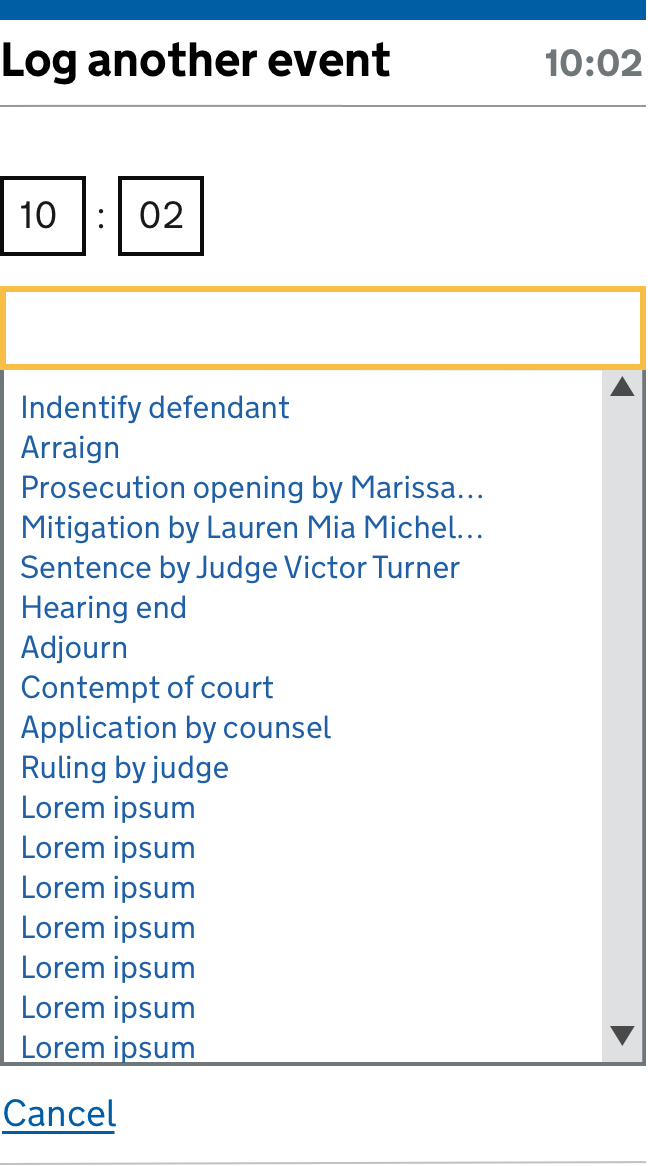 Log another event 10:02
10 : 02
Indentify defendant
Arraign
Prosecution opening by Marissa…
Mitigation by Lauren Mia Michel…
Sentence by Judge Victor Turner
Hearing end
Adjourn
Contempt of court
Application by counsel
Ruling by judge
Lorem ipsum
Lorem ipsum
Lorem ipsum
Lorem ipsum
Lorem ipsum
Lorem ipsum
Lorem ipsum
Cancel